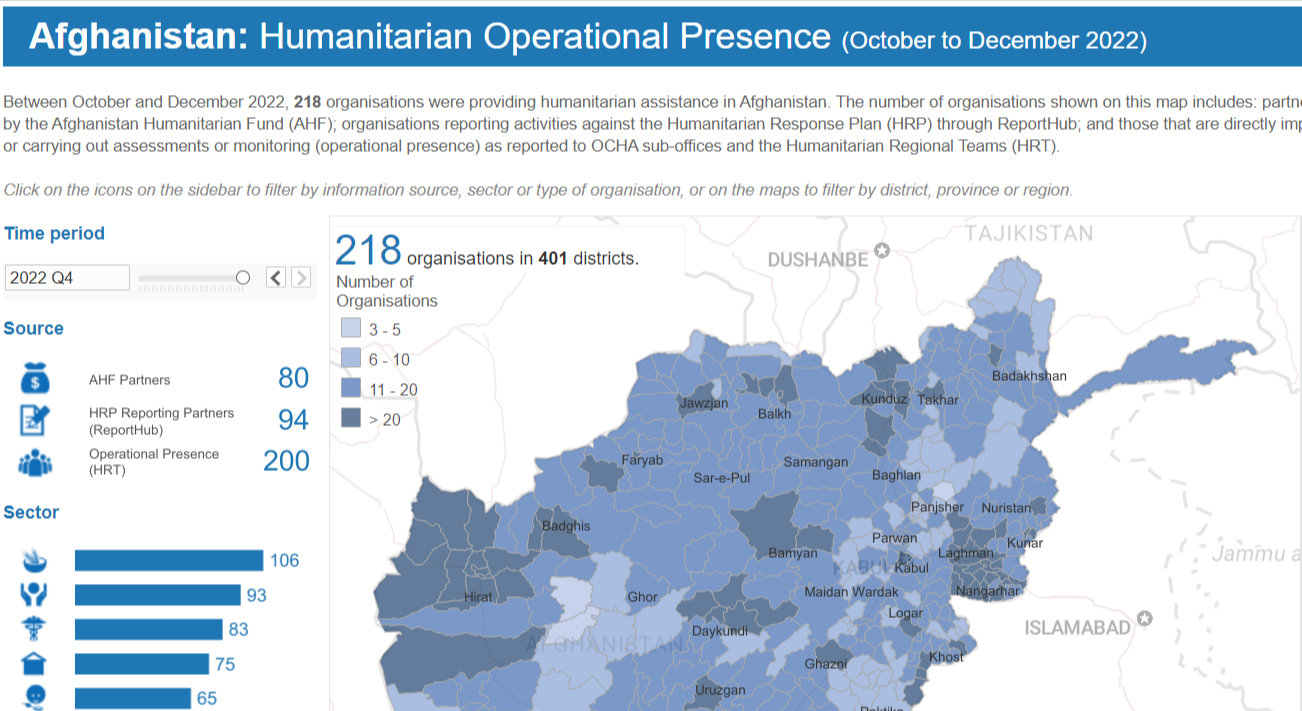 Afghanistan: Humanitarian Operational Presence (October to December 2022)
Between October and December 2022, 218 organisations were providing humanitarian assistance in Afghanistan. The number of organisations shown on this map includes:
by the Afghanistan Humanitarian Fund (AHF); organisations reporting activities against the Humanitarian Response Plan (HRP) through ReportHub; and those that are directly
or carrying out assessments or monitoring (operational presence) as reported to OCHA sub-offices and the Humanitarian Regional Teams (HRT).
Click on the icons on the sidebar to filter by information source, sector or type of organisation, or on the maps to filter by district, province or region.
Time period
2022 Q4
Source
$
AHF Partners 80
HRP Reporting Partners
(ReportHub)
94
Operational Presence
(HRT)
200
Sector
106
93
83
75
65
218 organisations in 401 districts.
Number of
Organisations
3 - 5
6 - 10
11 - 20
> 20
TAJIKISTAN
DUSHANBE
Badakhshan
Jawzjan
Balkh
Kunduz
Takhar
Faryab
Samangan
Sar-e-Pul
Baghlan
Panjsher
Nuristan
Badghis
Parwan
Kunar
Bamyan
Laghman
Jammu a
KABUL
Kabul
Hirat
Ghor
Maidan Wardak
Nangarhar
Logar
ISLAMABAD
Daykundi
AFGHANISTAN
Khost
Ghazni
Uruzgan
Paktika